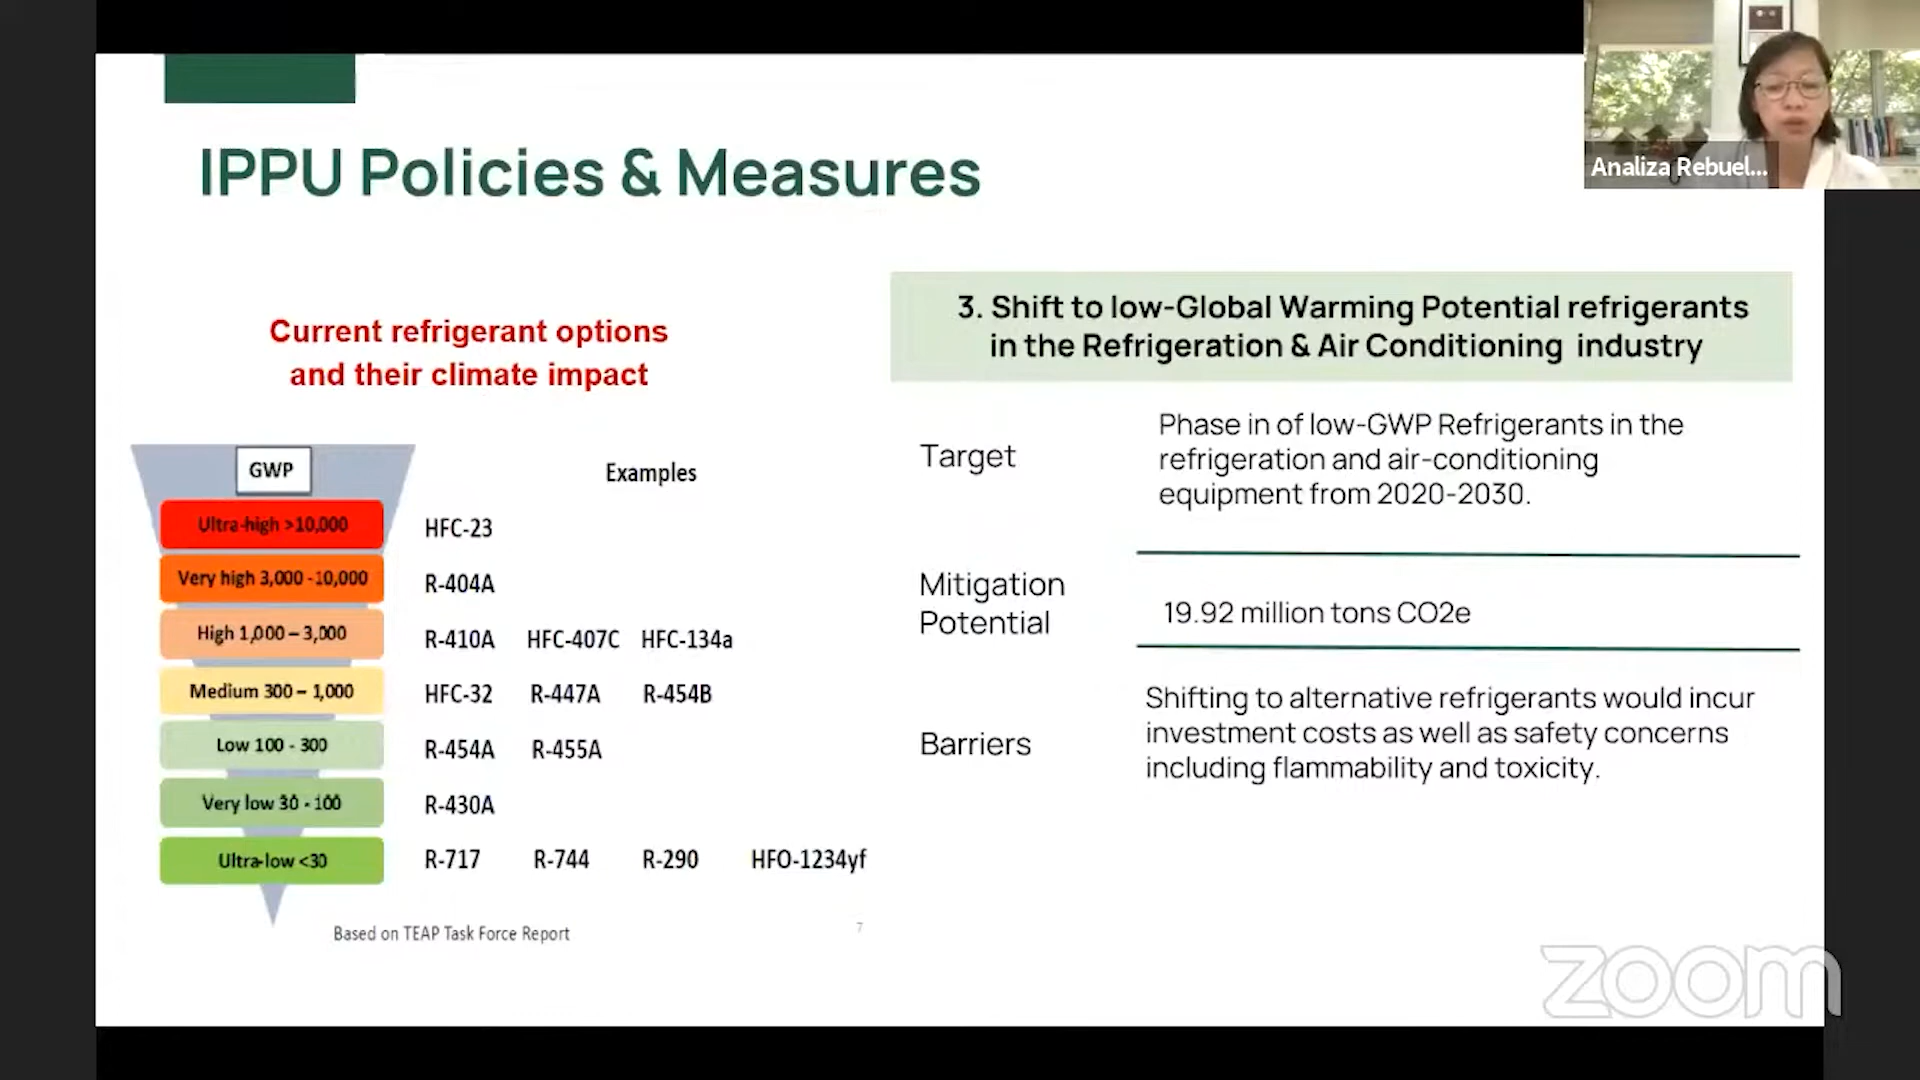 Analiza Rebuel...
IPPU Policies & Measures
Current refrigerant options
and their climate impact
GWP
Examples
Ultra-high >10,000
HFC-23
Very high 3,000 -10,000
R-404A
High 1,000 – 3,000
R-410A HFC-407C HFC-134a
Medium 300 – 1,000
HFC-32 R-447A R-454B
Low 100 - 300
R-454A R-455A
Very low 30 - 100
R-430A
Ultra-low <30
R-717 R-744 R-290 HFO-1234yf
Based on TEAP Task Force Report
7
3. Shift to low-Global Warming Potential refrigerants
in the Refrigeration & Air Conditioning industry
Target
Phase in of low-GWP Refrigerants in the
refrigeration and air-conditioning
equipment from 2020-2030.
Mitigation
Potential
19.92 million tons CO2e
Barriers
Shifting to alternative refrigerants would incur
investment costs as well as safety concerns
including flammability and toxicity.
zoom